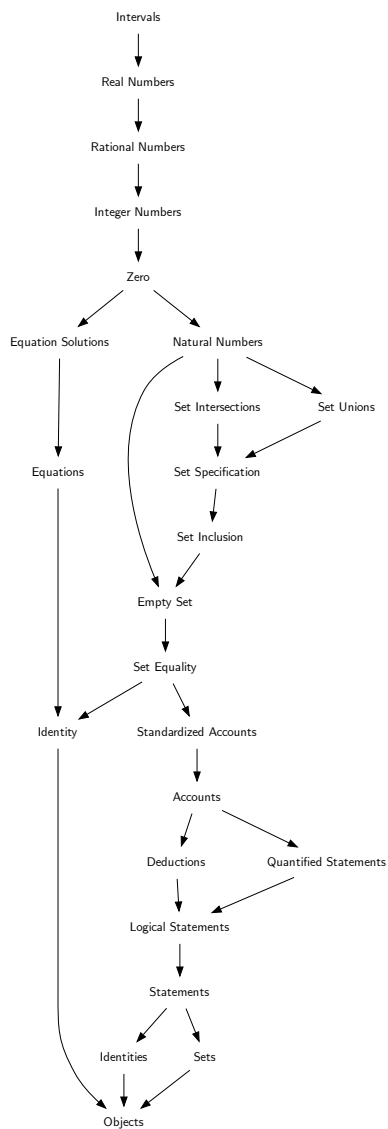 Intervals
Real Numbers
Rational Numbers
Integer Numbers
Zero
Equation Solutions
Natural Numbers
Set Intersections
Set Unions
Equations
Set Specification
Set Inclusion
Empty Set
Set Equality
Identity
Standardized Accounts
Accounts
Deductions
Quantified Statements
Logical Statements
Statements
Identities
Sets
Objects